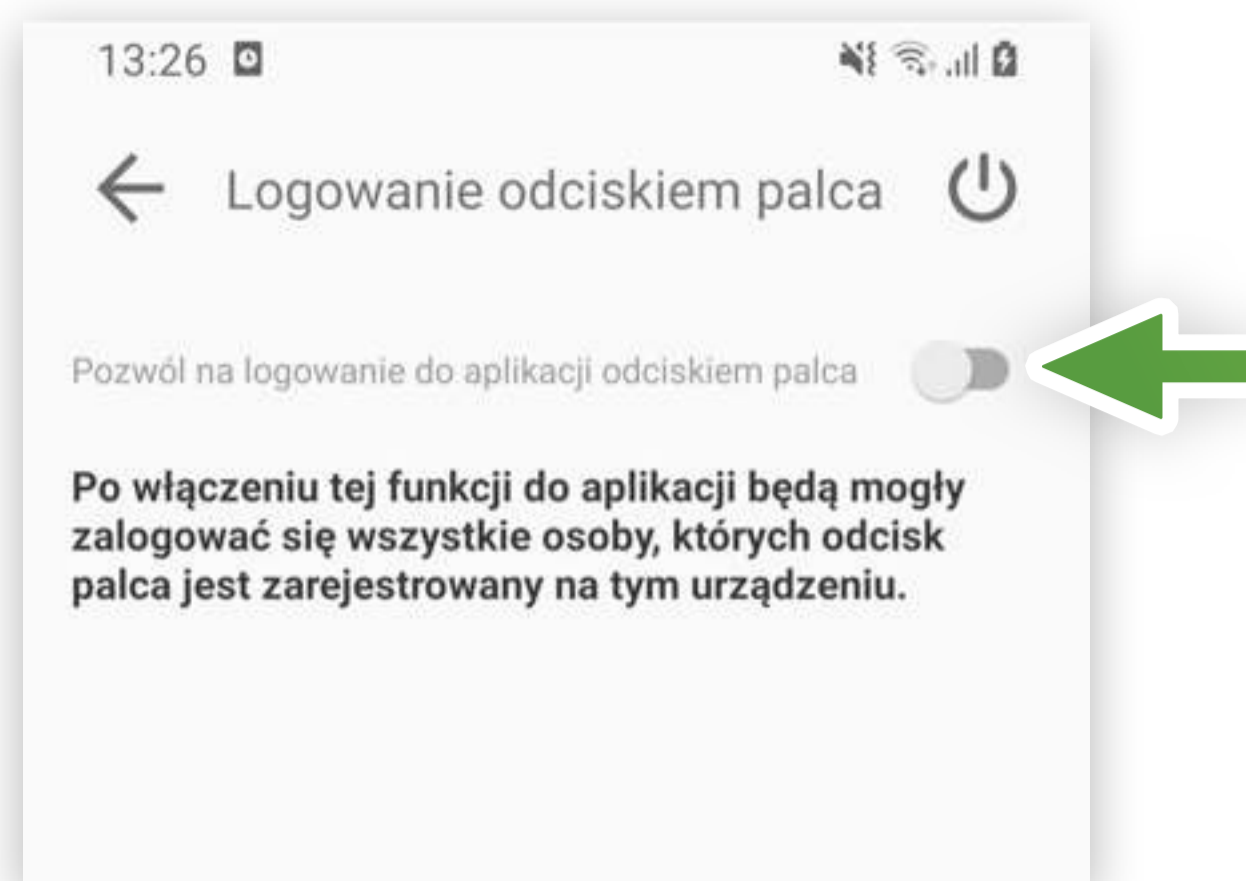 13:26
Logowanie odciskiem palca
Pozwól na logowanie do aplikacji odciskiem palca
Po włączeniu tej funkcji do aplikacji będą mogły
zalogować się wszystkie osoby, których odcisk
palca jest zarejestrowany na tym urządzeniu.